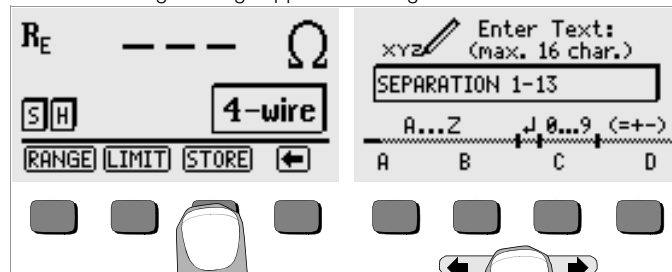 RE --- Ω
S H 4-wire
RANGE LIMIT STORE
XYZ Enter Text:
(max. 16 char.)
SEPARATION 1-13
A...Z ↲ 0...9 (=+-)
A B C D